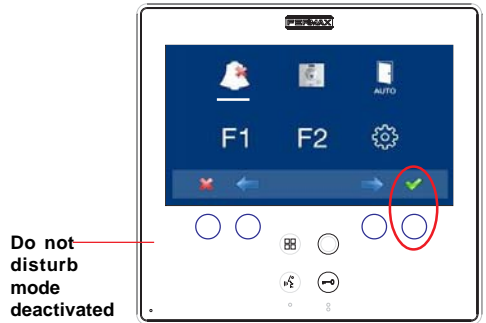 FERMAX
AUTO
F1 F2
Do not
disturb
mode
deactivated